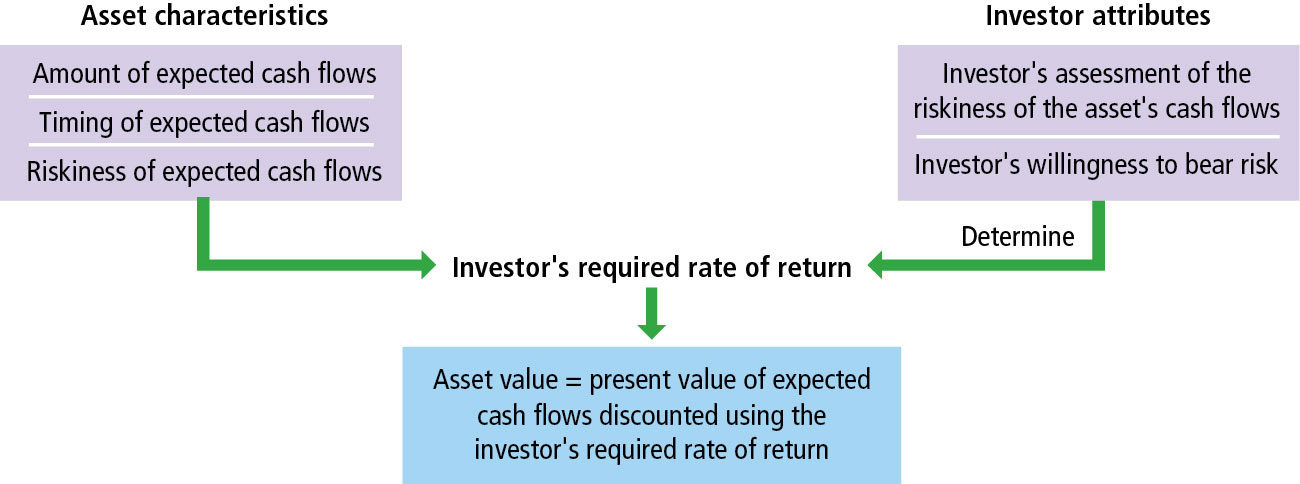 Asset characteristics
Amount of expected cash flows
Timing of expected cash flows
Riskiness of expected cash flows
Investor attributes
Investor's assessment of the
riskiness of the asset's cash flows
Investor's willingness to bear risk
Determine
Investor's required rate of return
Asset value = present value of expected
cash flows discounted using the
investor's required rate of return